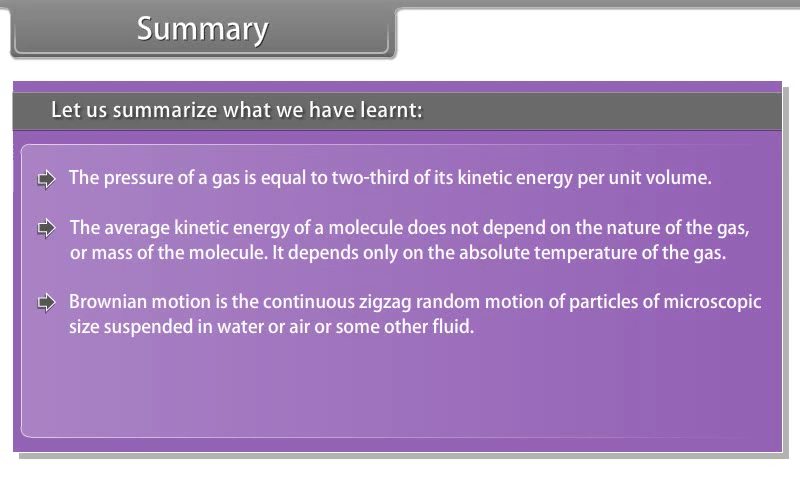 Summary
Let us summarize what we have learnt:
The pressure of a gas is equal to two-third of its kinetic energy per unit volume.
The average kinetic energy of a molecule does not depend on the nature of the gas,
or mass of the molecule. It depends only on the absolute temperature of the gas.
Brownian motion is the continuous zigzag random motion of particles of microscopic
size suspended in water or air or some other fluid.